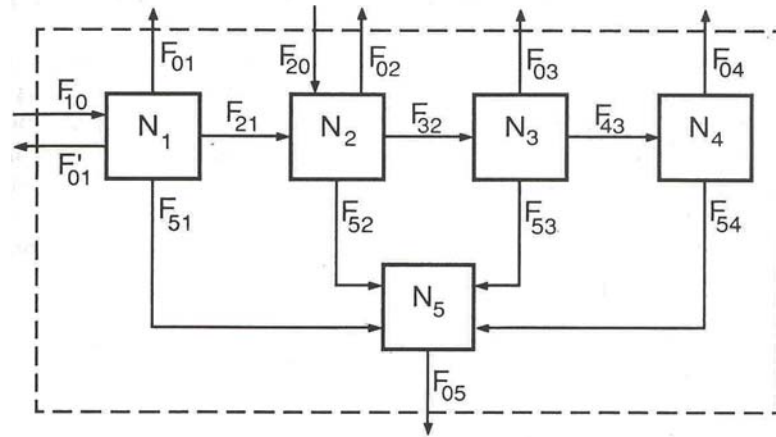 F₀₁
F₂₀
F₀₂
F₀₃
F₀₄
F₁₀
N₁
F₂₁
N₂
F₃₂
N₃
F₄₃
N₄
F'₀₁
F₅₁
F₅₂
F₅₃
F₅₄
N₅
F₀₅